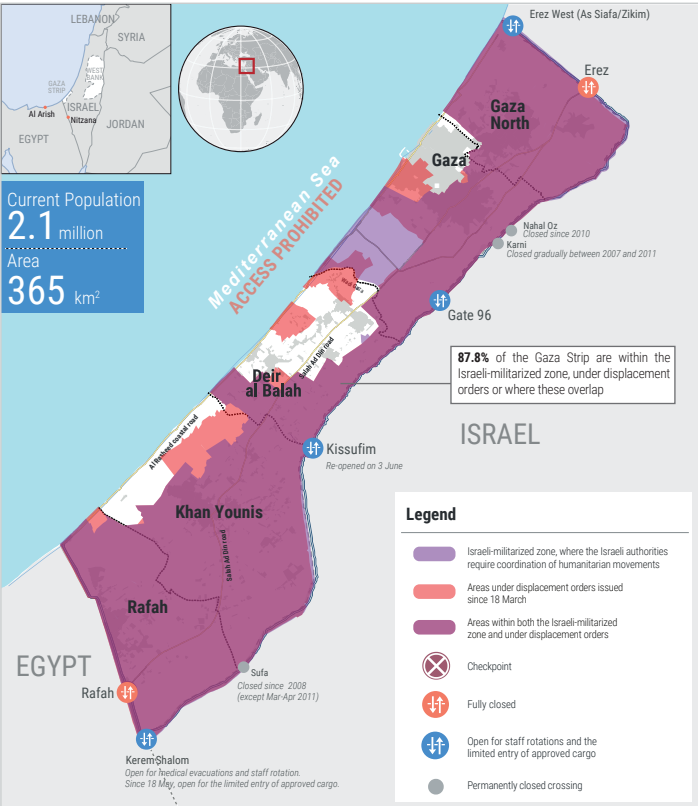 LEBANON
SYRIA
WEST
BANK
GAZA
STRIP
ISRAEL
Al Arish
Nitzana
JORDAN
EGYPT
Current Population
2.1 million
Area
365 km²
Mediterranean Sea
ACCESS PROHIBITED
Erez West (As Siafa/Zikim)
Erez
Gaza
North
Gaza
Nahal Oz
Closed since 2010
Karni
Closed gradually between 2007 and 2011
Gate 96
Wadi Gaza
Salah Ad Din road
Deir
al Balah
87.8% of the Gaza Strip are within the
Israeli-militarized zone, under displacement
orders or where these overlap
ISRAEL
Al Rasheed coastal road
Kissufim
Re-opened on 3 June
Khan Younis
Salah Ad Din road
Rafah
EGYPT
Rafah
Sufa
Closed since 2008
(except Mar-Apr 2011)
Kerem Shalom
Open for medical evacuations and staff rotation.
Since 18 May, open for the limited entry of approved cargo.
Legend
Israeli-militarized zone, where the Israeli authorities
require coordination of humanitarian movements
Areas under displacement orders issued
since 18 March
Areas within both the Israeli-militarized
zone and under displacement orders
Checkpoint
Fully closed
Open for staff rotations and the
limited entry of approved cargo
Permanently closed crossing